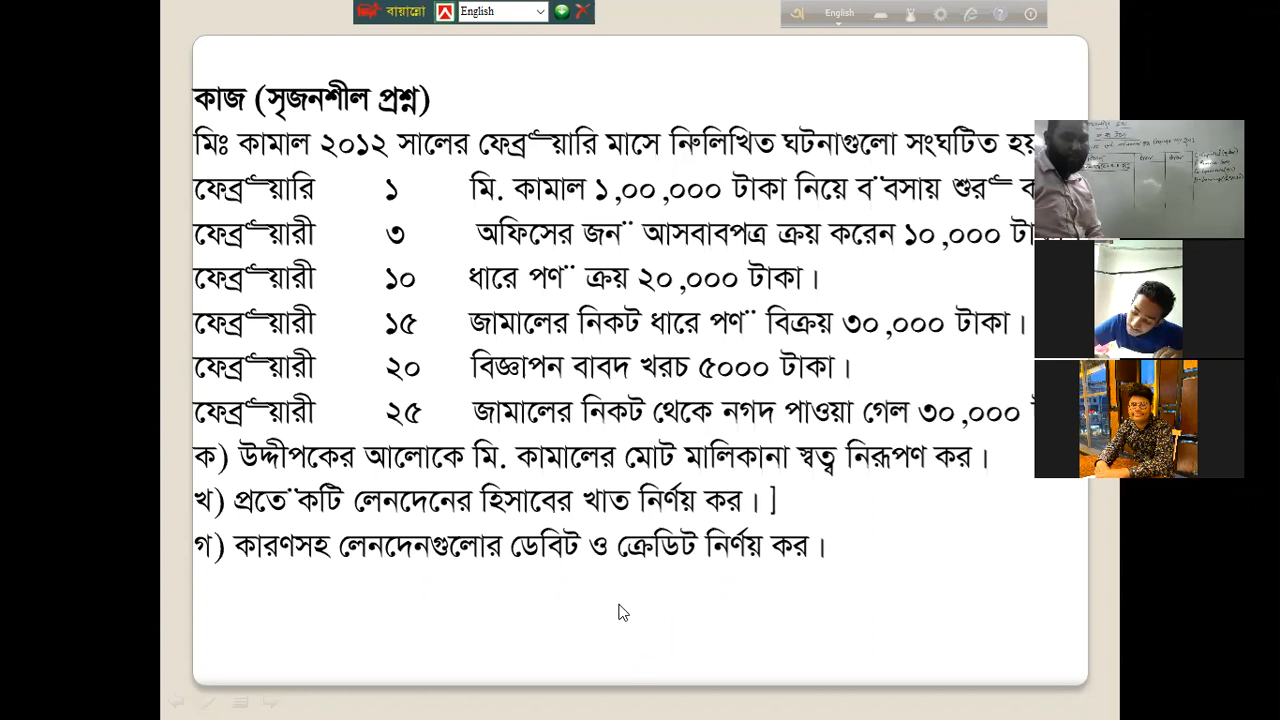 বায়ান্নো
English
অ
English
কাজ (সৃজনশীল প্রশ্ন)
মিঃ কামাল ২০১২ সালের ফেব্রুয়ারি মাসে নিুলিখিত ঘটনাগুলো সংঘটিত হয়
ফেব্রুয়ারি ১ মি. কামাল ১,০০,০০০ টাকা নিয়ে ব্যবসায় শুরু
ফেব্রুয়ারী ৩ অফিসের জন্য আসবাবপত্র ক্রয় করেন ১০,০০০
ফেব্রুয়ারী ১০ ধারে পণ্য ক্রয় ২০,০০০ টাকা।
ফেব্রুয়ারী ১৫ জামালের নিকট ধারে পণ্য বিক্রয় ৩০,০০০ টাকা।
ফেব্রুয়ারী ২০ বিজ্ঞাপন বাবদ খরচ ৫০০০ টাকা।
ফেব্রুয়ারী ২৫ জামালের নিকট থেকে নগদ পাওয়া গেল ৩০,০০০
ক) উদ্দীপকের আলোকে মি. কামালের মোট মালিকানা স্বত্ব নিরূপণ কর।
খ) প্রত্যেকটি লেনদেনের হিসাবের খাত নির্ণয় কর। ]
গ) কারণসহ লেনদেনগুলোর ডেবিট ও ক্রেডিট নির্ণয় কর।